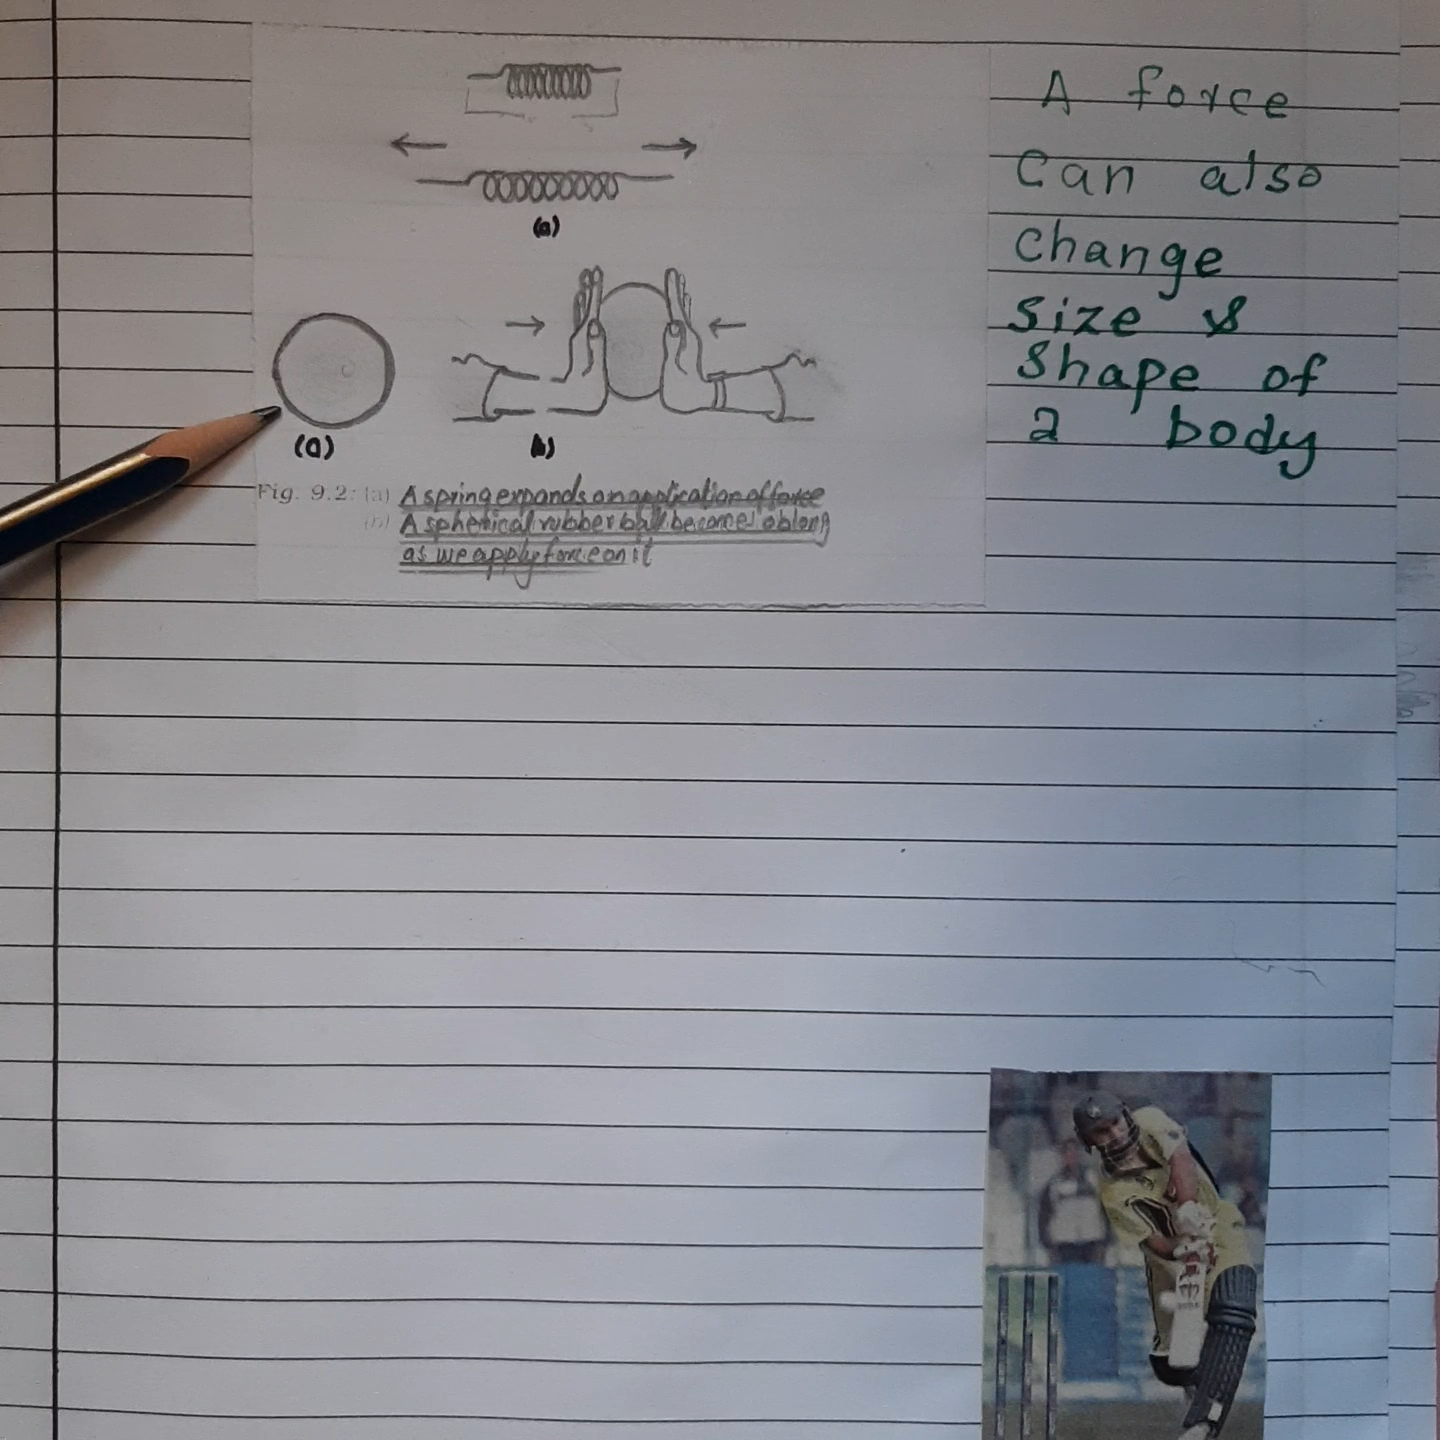 A force
Can also
Change
Size &
Shape of
a body
(a)
(a)
b)
Fig. 9.2: (a) A spring expands on application of force
(b) A spherical rubber ball becomes oblong
as we apply force on it